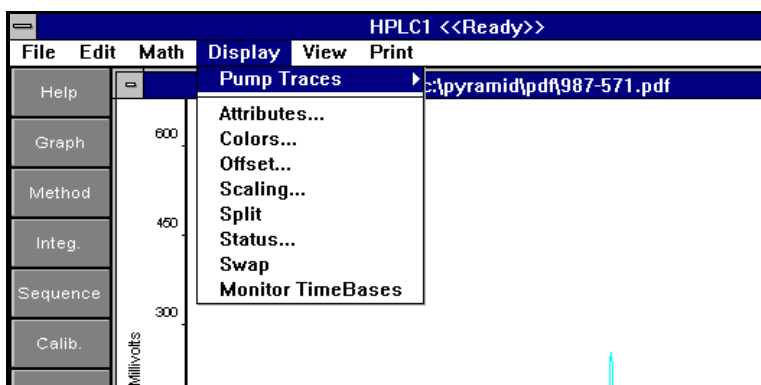 HPLC1 <<Ready>>
File Edit Math Display View Print
Help
Graph
Method
Integ.
Sequence
Calib.
Pump Traces
Attributes...
Colors...
Offset...
Scaling...
Split
Status...
Swap
Monitor TimeBases
c:\pyramid\pdf\987-571.pdf
600
450
300
Millivolts